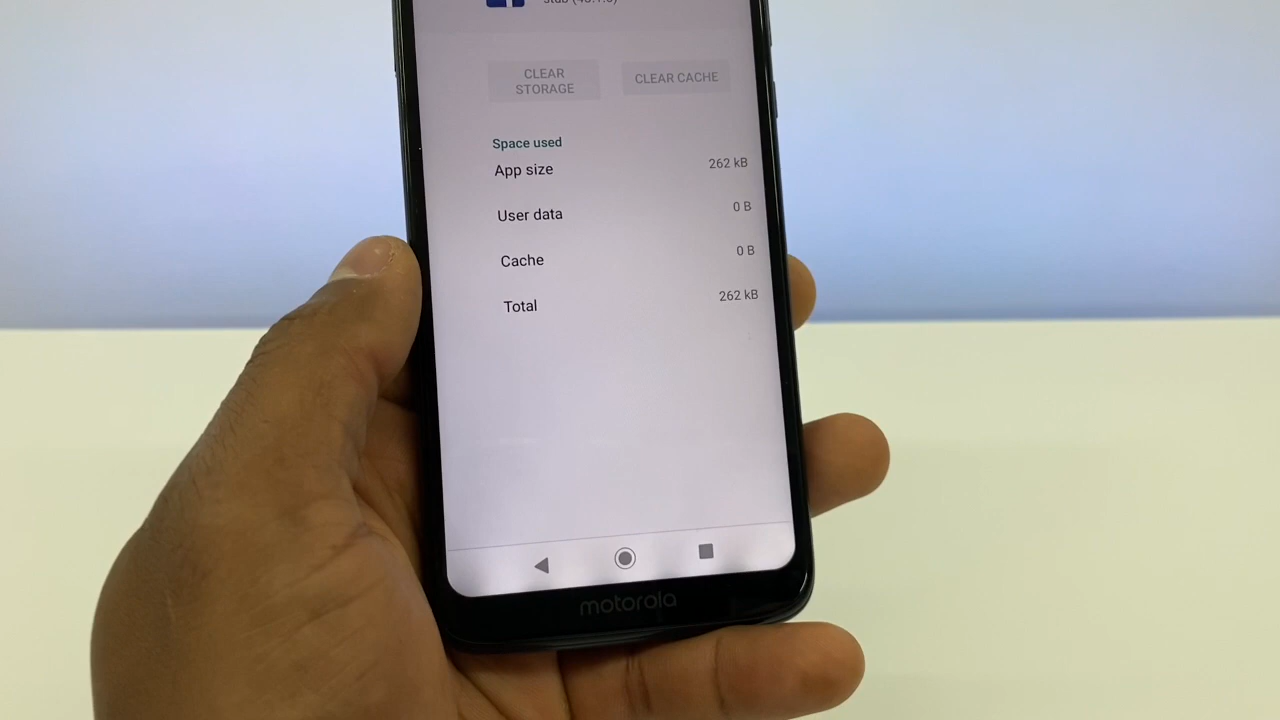 CLEAR
STORAGE
CLEAR CACHE
Space used
App size 262 kB
User data 0 B
Cache 0 B
Total 262 kB
motorola